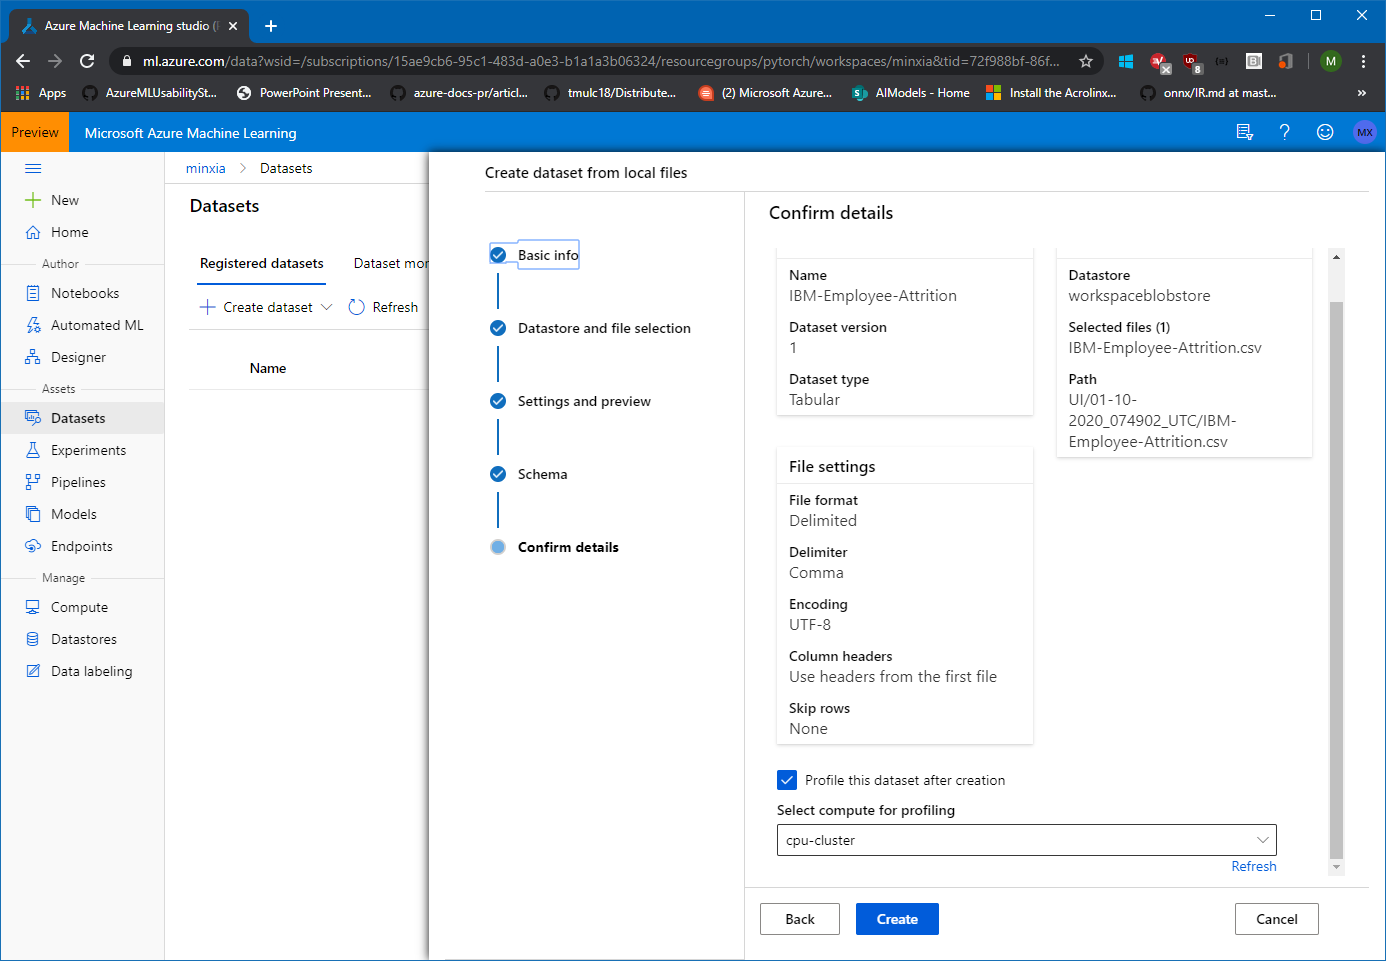 Azure Machine Learning studio (
ml.azure.com/data?wsid=/subscriptions/15ae9cb6-95c1-483d-a0e3-b1a1a3b06324/resourcegroups/pytorch/workspaces/minxia&tid=72f988bf-86f...
8
M
Apps
AzureMLUsabilitySt...
PowerPoint Present...
azure-docs-pr/articl...
tmulc18/Distribute...
(2) Microsoft Azure...
AIModels - Home
Install the Acrolinx...
onnx/IR.md at mast...
»
Preview
Microsoft Azure Machine Learning
MX
New
Home
Author
Notebooks
Automated ML
Designer
Assets
Datasets
Experiments
Pipelines
Models
Endpoints
Manage
Compute
Datastores
Data labeling
minxia > Datasets
Datasets
Registered datasets
Dataset mor
Create dataset
Refresh
Name
Create dataset from local files
Basic info
Datastore and file selection
Settings and preview
Schema
Confirm details
Confirm details
Name
IBM-Employee-Attrition
Dataset version
1
Dataset type
Tabular
Datastore
workspaceblobstore
Selected files (1)
IBM-Employee-Attrition.csv
Path
UI/01-10-
2020_074902_UTC/IBM-
Employee-Attrition.csv
File settings
File format
Delimited
Delimiter
Comma
Encoding
UTF-8
Column headers
Use headers from the first file
Skip rows
None
Profile this dataset after creation
Select compute for profiling
cpu-cluster
Refresh
Back
Create
Cancel